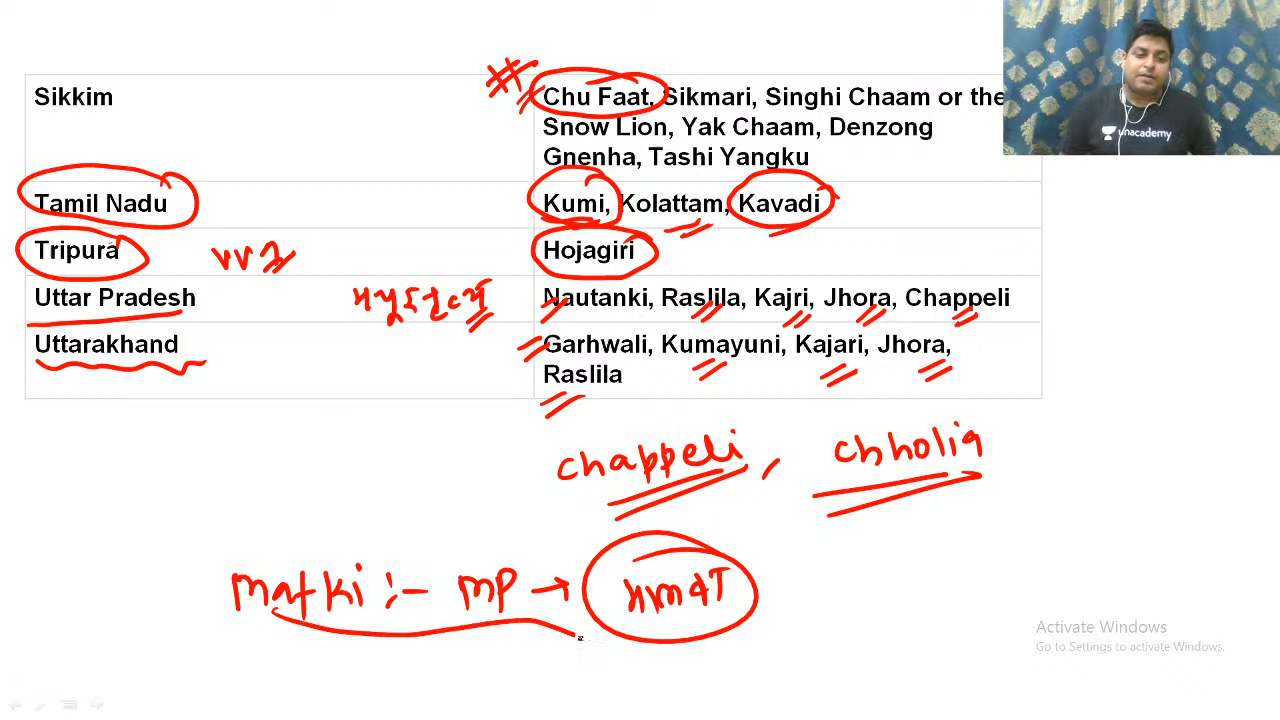 Sikkim
Chu Faat, Sikmari, Singhi Chaam or the
Snow Lion, Yak Chaam, Denzong
Gnenha, Tashi Yangku
unacademy
Tamil Nadu
Kumi, Kolattam, Kavadi
Tripura
Hojagiri
Uttar Pradesh
Nautanki, Raslila, Kajri, Jhora, Chappeli
Uttarakhand
Garhwali, Kumayuni, Kajari, Jhora,
Raslila
chappeli, chholia
matki :- MP →
Activate Windows
Go to Settings to activate Windows.